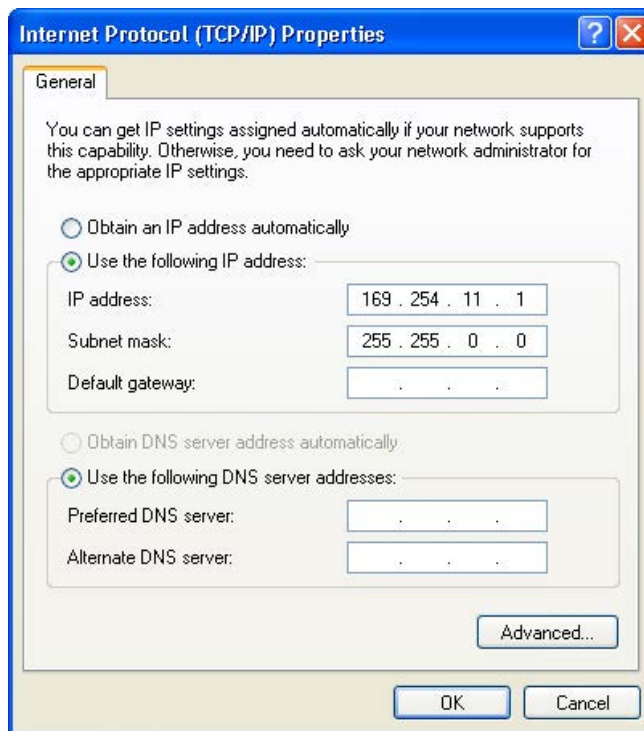 Internet Protocol (TCP/IP) Properties
General
You can get IP settings assigned automatically if your network supports
this capability. Otherwise, you need to ask your network administrator for
the appropriate IP settings.
Obtain an IP address automatically
Use the following IP address:
IP address: 169 . 254 . 11 . 1
Subnet mask: 255 . 255 . 0 . 0
Default gateway: . . .
Obtain DNS server address automatically
Use the following DNS server addresses:
Preferred DNS server: . . .
Alternate DNS server: . . .
Advanced...
OK Cancel